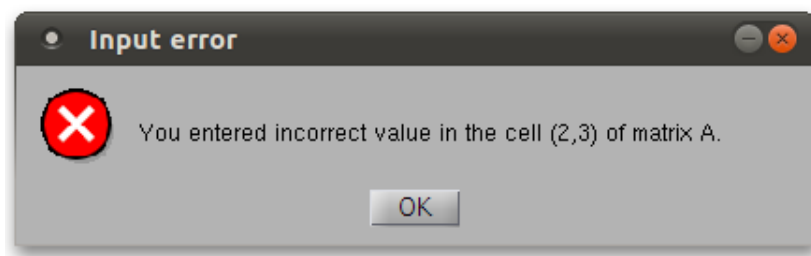 Input error
You entered incorrect value in the cell (2,3) of matrix A.
OK